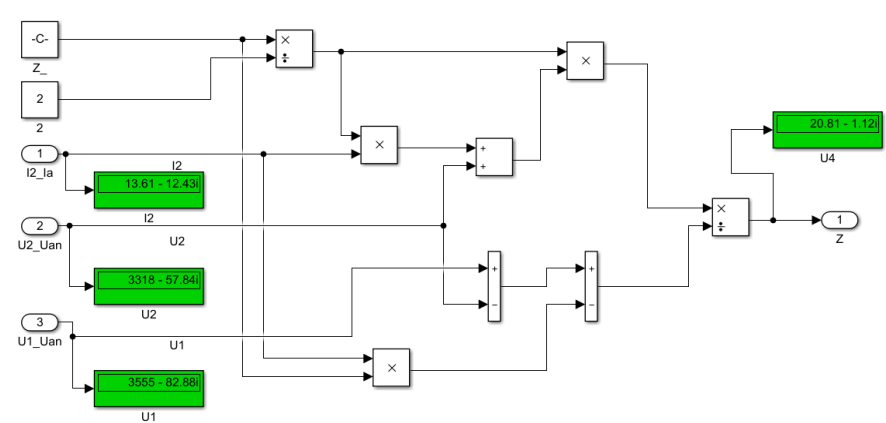 -C-
Z_
2
2
×
÷
×
20.81 - 1.12i
U4
1
I2_Ia
I2
13.61 - 12.43i
I2
×
+
+
2
U2_Uan
U2
3318 - 57.84i
U2
×
÷
1
Z
+
−
+
−
3
U1_Uan
U1
3555 - 82.88i
U1
×